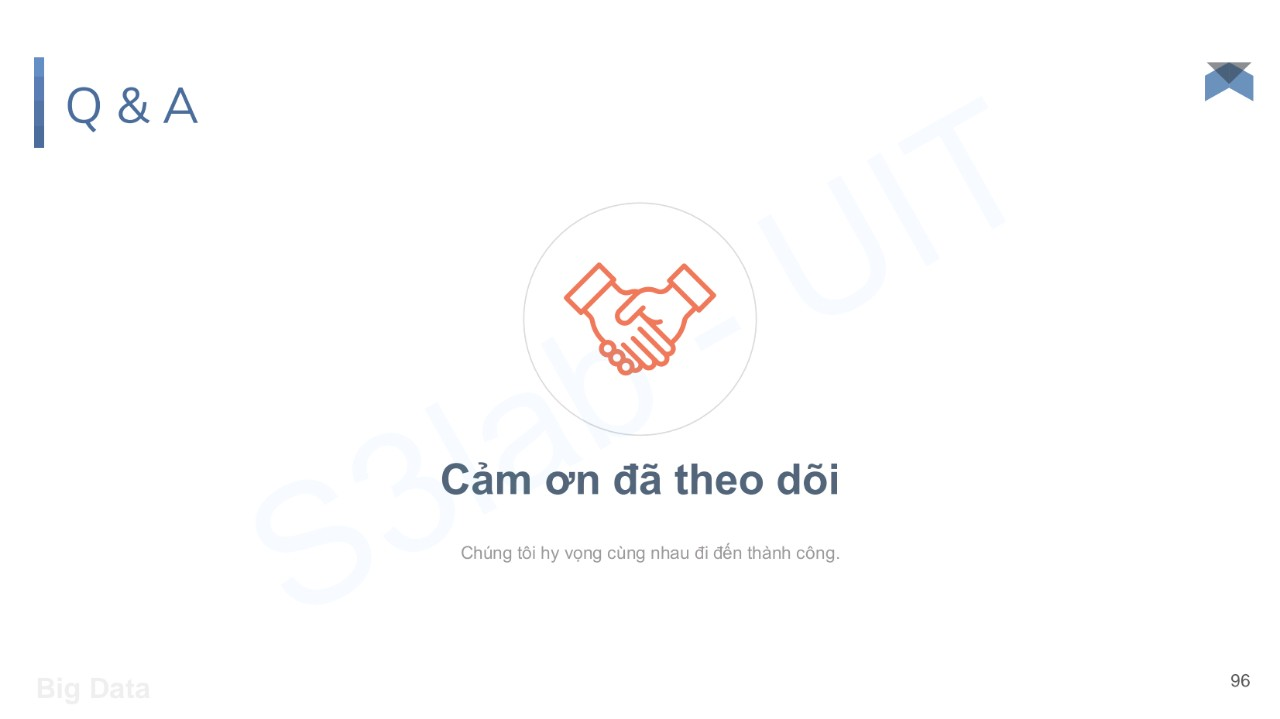 Q & A
S3lab - UIT
Cảm ơn đã theo dõi
Chúng tôi hy vọng cùng nhau đi đến thành công.
Big Data
96